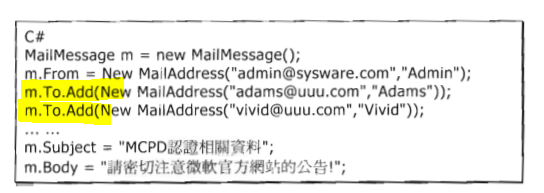 C#
MailMessage m = new MailMessage();
m.From = New MailAddress("admin@sysware.com","Admin");
m.To.Add(New MailAddress("adams@uuu.com","Adams"));
m.To.Add(New MailAddress("vivid@uuu.com","Vivid"));
... ...
m.Subject = "MCPD認證相關資料";
m.Body = "請密切注意微軟官方網站的公告!";